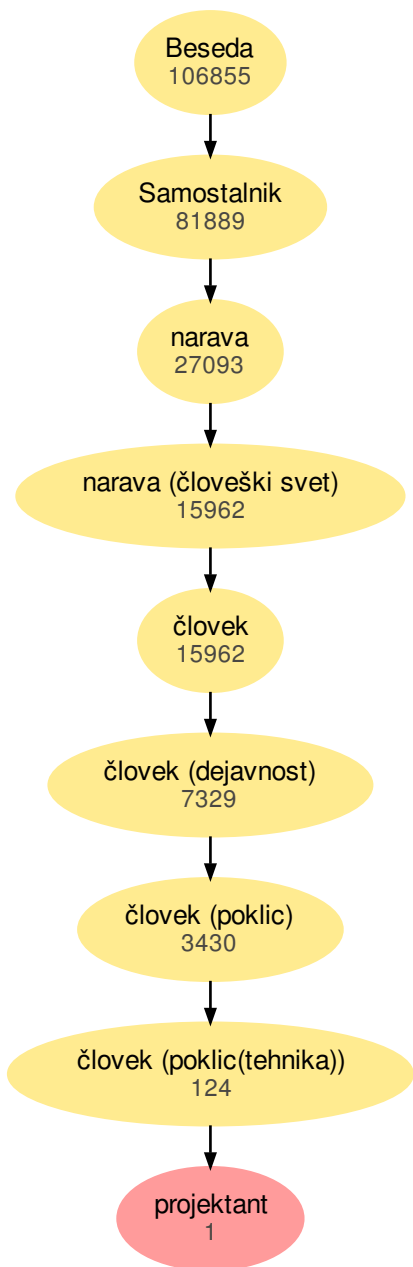 Beseda
106855
Samostalnik
81889
narava
27093
narava (človeški svet)
15962
človek
15962
človek (dejavnost)
7329
človek (poklic)
3430
človek (poklic(tehnika))
124
projektant
1